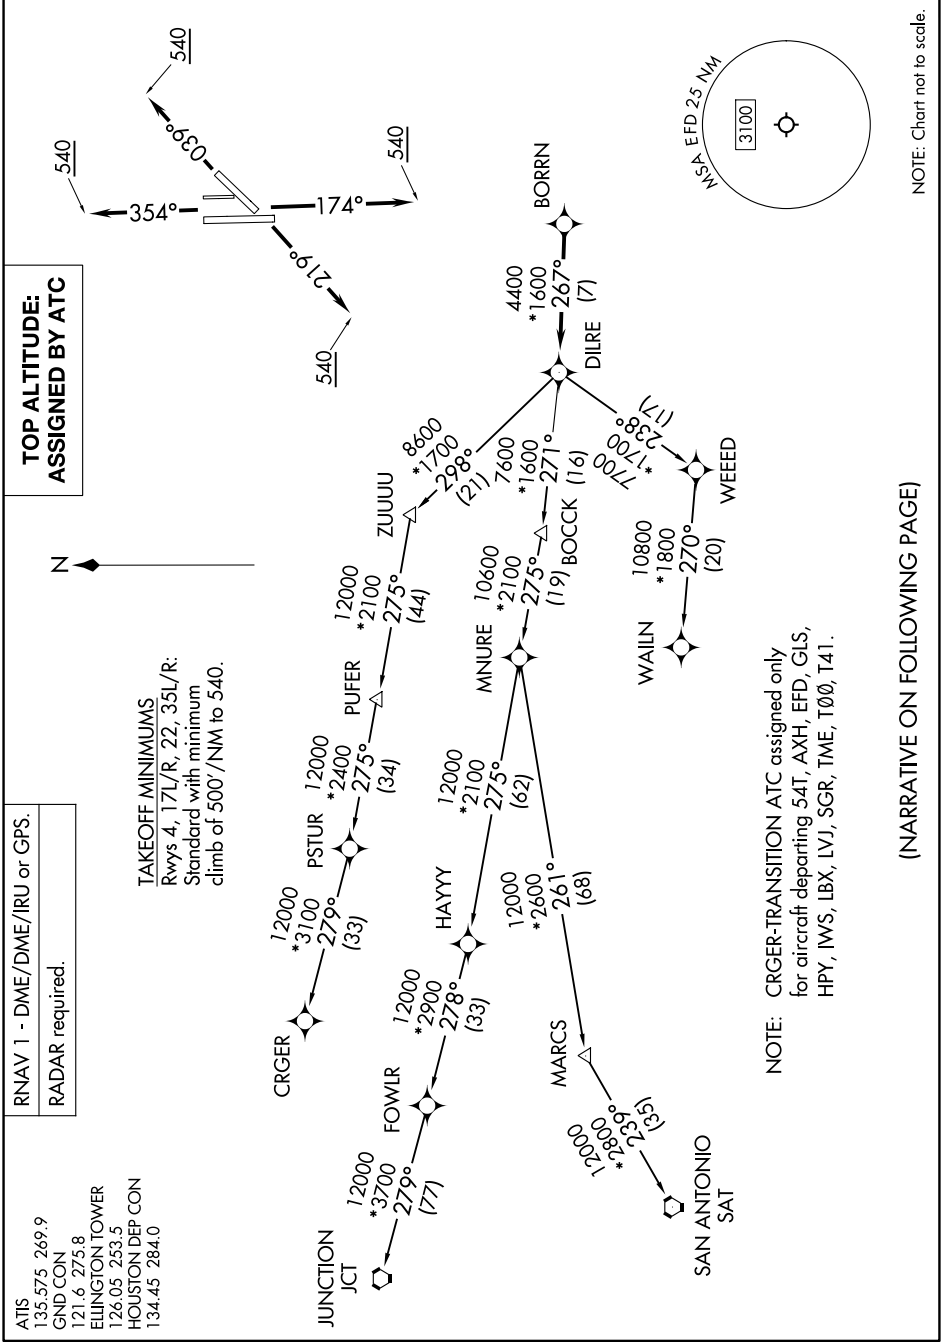 ATIS
135.575 269.9
GND CON
121.6 275.8
ELLINGTON TOWER
126.05 253.5
HOUSTON DEP CON
134.45 284.0
RNAV 1 - DME/DME/IRU or GPS.
RADAR required.
TOP ALTITUDE:
ASSIGNED BY ATC
TAKEOFF MINIMUMS
Rwys 4, 17L/R, 22, 35L/R:
Standard with minimum
climb of 500'/NM to 540.
N
540
354°
540
039°
174°
540
219°
540
CRGER
12000
*3100
279°
(33)
PSTUR
12000
*2400
275°
(34)
PUFER
12000
*2100
275°
(44)
ZUUUU
8600
*1700
298°
(21)
JUNCTION
JCT
12000
*3700
279°
(77)
FOWLR
12000
*2900
278°
(33)
HAYYY
12000
*2100
275°
(62)
MNURE
10600
*2100
275°
(19)
BOCCK
7600
*1600
271°
(16)
DILRE
4400
*1600
267°
(7)
BORRN
SAN ANTONIO
SAT
12000
*2800
239°
(35)
MARCS
12000
*2600
261°
(68)
WAILN
10800
*1800
270°
(20)
WEEED
7700
*1700
238°
(17)
MSA EFD 25 NM
3100
NOTE: CRGER-TRANSITION ATC assigned only
for aircraft departing 54T, AXH, EFD, GLS,
HPY, IWS, LBX, LVJ, SGR, TME, T00, T41.
(NARRATIVE ON FOLLOWING PAGE)
NOTE: Chart not to scale.